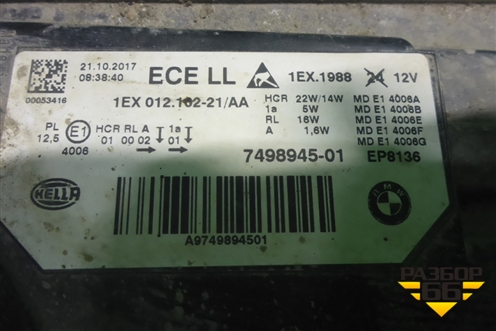 21.10.2017
08:38:40
00053416
ECE LL
1EX.1988 24 12V
1EX 012.102-21/AA
HCR 22W/14W MD E1 4006A
1a 5W MD E1 4006B
RL 16W MD E1 4006E
A 1,6W MD E1 4006F
MD E1 4006G
PL E1 HCR RL A 1a
12,5 01 00 02 01
4006
7498945-01 EP8136
HELLA
BMW
A9749894501
РАЗБОР
66